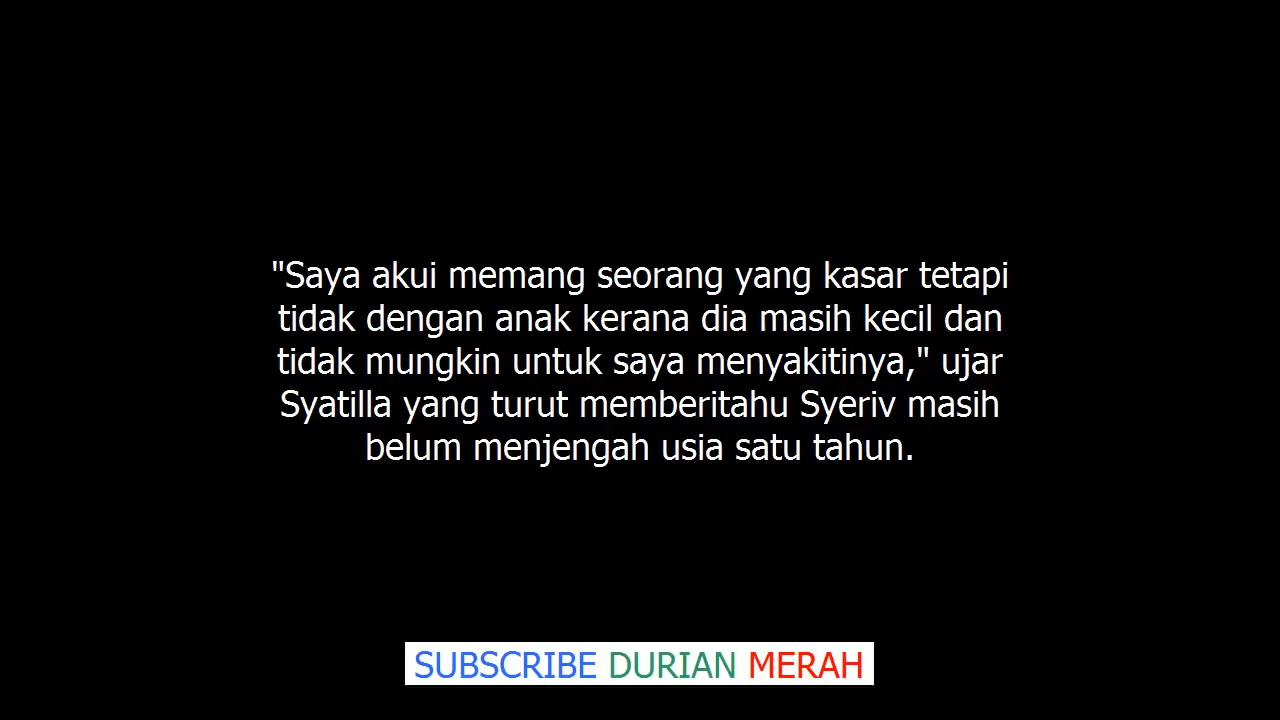 "Saya akui memang seorang yang kasar tetapi
tidak dengan anak kerana dia masih kecil dan
tidak mungkin untuk saya menyakitinya," ujar
Syatilla yang turut memberitahu Syeriv masih
belum menjengah usia satu tahun.
SUBSCRIBE DURIAN MERAH